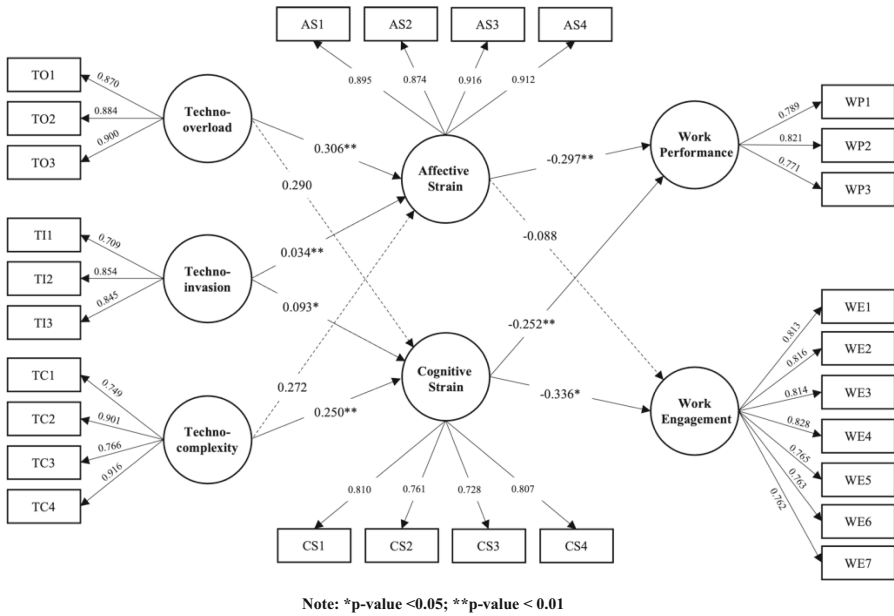 AS1
AS2
AS3
AS4
0.895
0.874
0.916
0.912
TO1
TO2
TO3
0.870
0.884
0.900
Techno-
overload
TI1
TI2
TI3
0.709
0.854
0.845
Techno-
invasion
TC1
TC2
TC3
TC4
0.749
0.901
0.766
0.916
Techno-
complexity
0.306**
0.290
0.034**
0.093*
0.272
0.250**
Affective
Strain
Cognitive
Strain
-0.297**
-0.088
-0.252**
-0.336*
Work
Performance
0.789
0.821
0.771
WP1
WP2
WP3
Work
Engagement
0.813
0.816
0.814
0.828
0.765
0.763
0.762
WE1
WE2
WE3
WE4
WE5
WE6
WE7
0.810
0.761
0.728
0.807
CS1
CS2
CS3
CS4
Note: *p-value <0.05; **p-value < 0.01